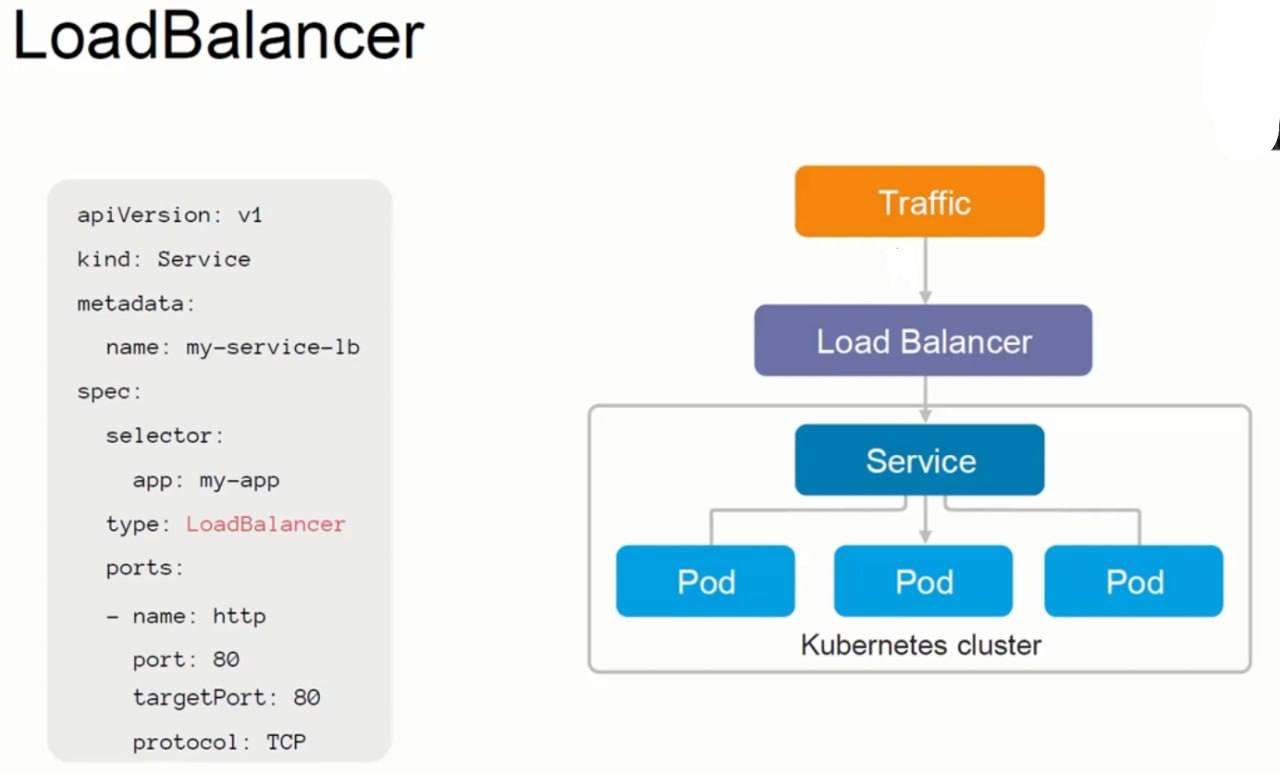 LoadBalancer
apiVersion: v1
kind: Service
metadata:
  name: my-service-lb
spec:
  selector:
    app: my-app
  type: LoadBalancer
  ports:
  - name: http
    port: 80
    targetPort: 80
    protocol: TCP
Traffic
Load Balancer
Service
Pod Pod Pod
Kubernetes cluster